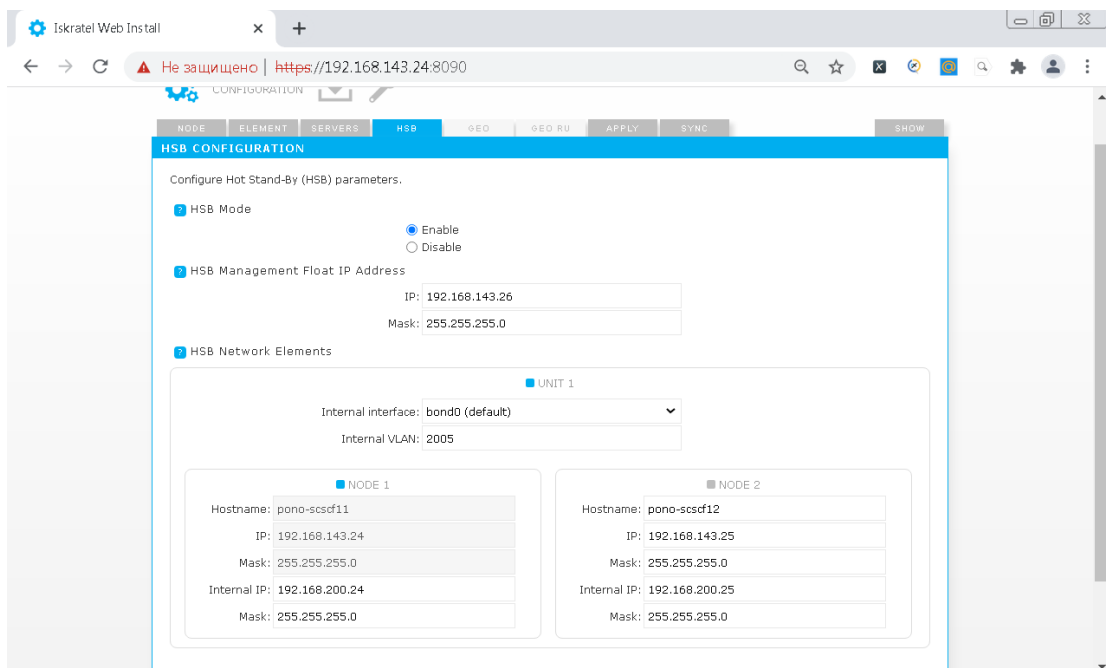 Iskratel Web Install
Не защищено | https://192.168.143.24:8090
CONFIGURATION
NODE ELEMENT SERVERS HSB GEO GEO RU APPLY SYNC SHOW
HSB CONFIGURATION
Configure Hot Stand-By (HSB) parameters.
? HSB Mode
Enable
Disable
? HSB Management Float IP Address
IP: 192.168.143.26
Mask: 255.255.255.0
? HSB Network Elements
UNIT 1
Internal interface: bond0 (default)
Internal VLAN: 2005
NODE 1
Hostname: pono-scscf11
IP: 192.168.143.24
Mask: 255.255.255.0
Internal IP: 192.168.200.24
Mask: 255.255.255.0
NODE 2
Hostname: pono-scscf12
IP: 192.168.143.25
Mask: 255.255.255.0
Internal IP: 192.168.200.25
Mask: 255.255.255.0